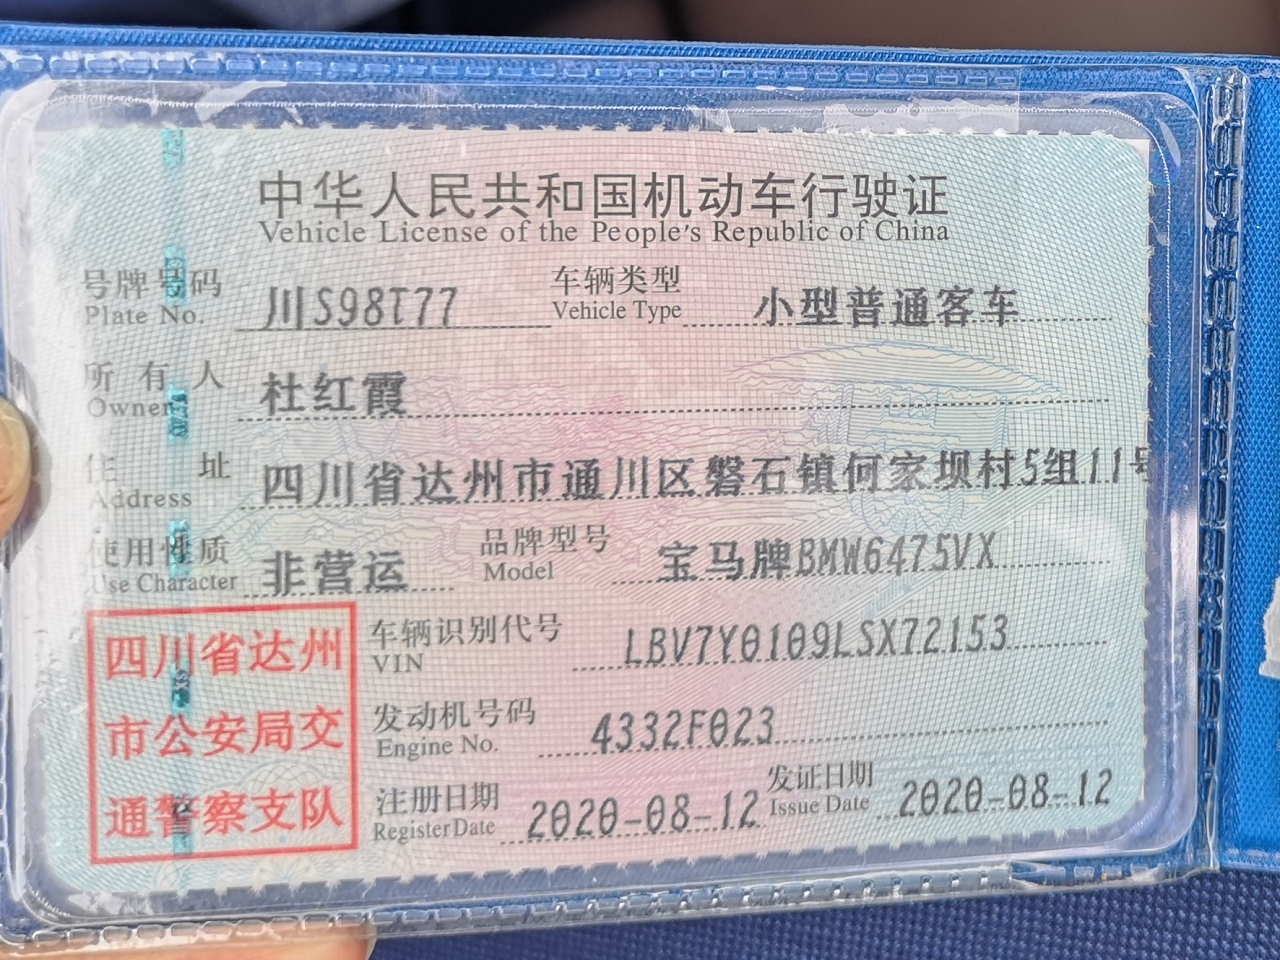 中华人民共和国机动车行驶证
Vehicle License of the People's Republic of China
号牌号码 川S98T77 车辆类型 小型普通客车
Plate No. Vehicle Type
所有人 杜红霞
Owner
住址 四川省达州市通川区磐石镇何家坝村5组11号
Address
使用性质 非营运 品牌型号 宝马牌BMW6475VX
Use Character Model
四川省达州
市公安局交
通警察支队
车辆识别代号 LBV7Y0109LSX72153
VIN
发动机号码 4332F023
Engine No.
注册日期 2020-08-12 发证日期 2020-08-12
Register Date Issue Date